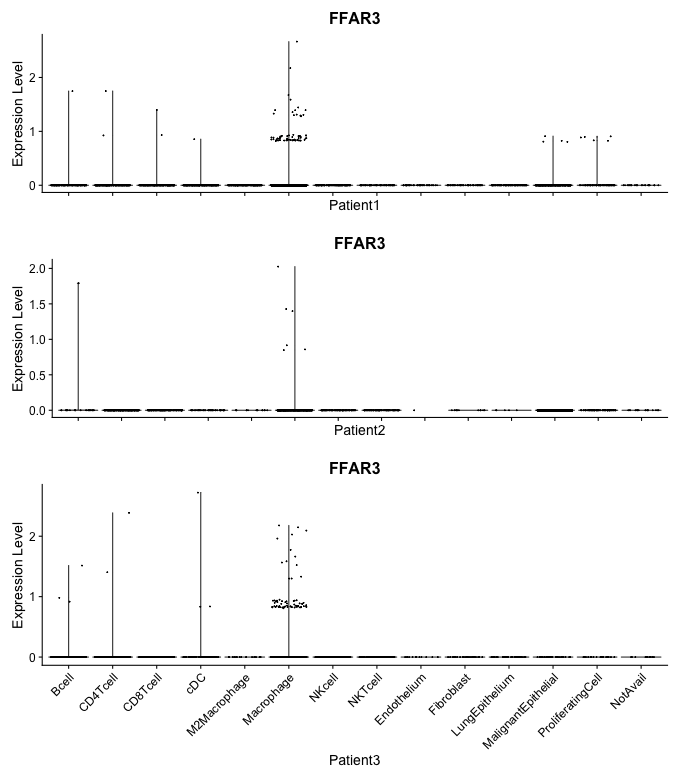 FFAR3
Expression Level
2
1
0
Patient1
FFAR3
Expression Level
2.0
1.5
1.0
0.5
0.0
Patient2
FFAR3
Expression Level
2
1
0
Bcell
CD4Tcell
CD8Tcell
cDC
M2Macrophage
Macrophage
NKcell
NKTcell
Endothelium
Fibroblast
LungEpithelium
MalignantEpithelial
ProliferatingCell
NotAvail
Patient3